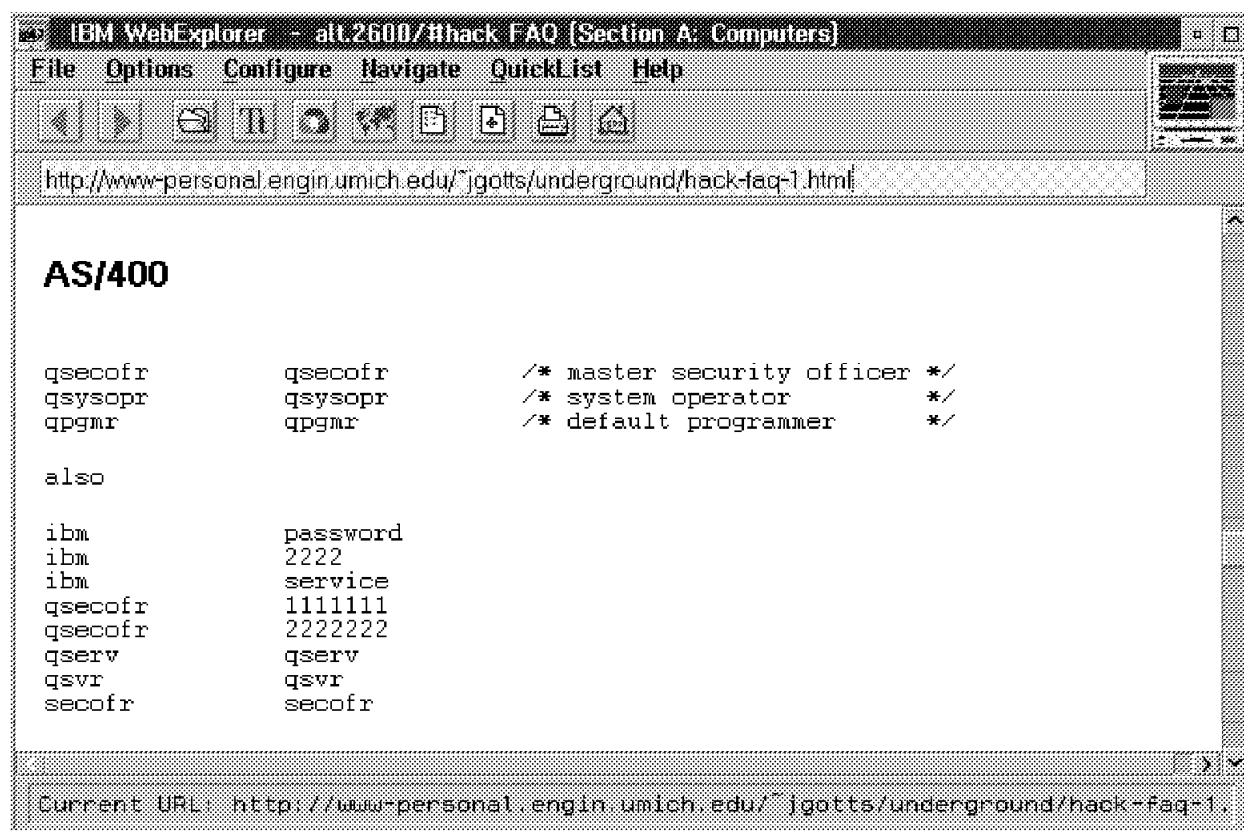 IBM WebExplorer - alt.2600/#hack FAQ (Section A: Computers)
File Options Configure Navigate QuickList Help
http://www-personal.engin.umich.edu/~jgotts/underground/hack-faq-1.html
AS/400
qsecofr qsecofr /* master security officer */
qsysopr qsysopr /* system operator */
qpgmr qpgmr /* default programmer */
also
ibm password
ibm 2222
ibm service
qsecofr 1111111
qsecofr 2222222
qserv qserv
qsvr qsvr
secofr secofr
Current URL: http://www-personal.engin.umich.edu/~jgotts/underground/hack-faq-1.